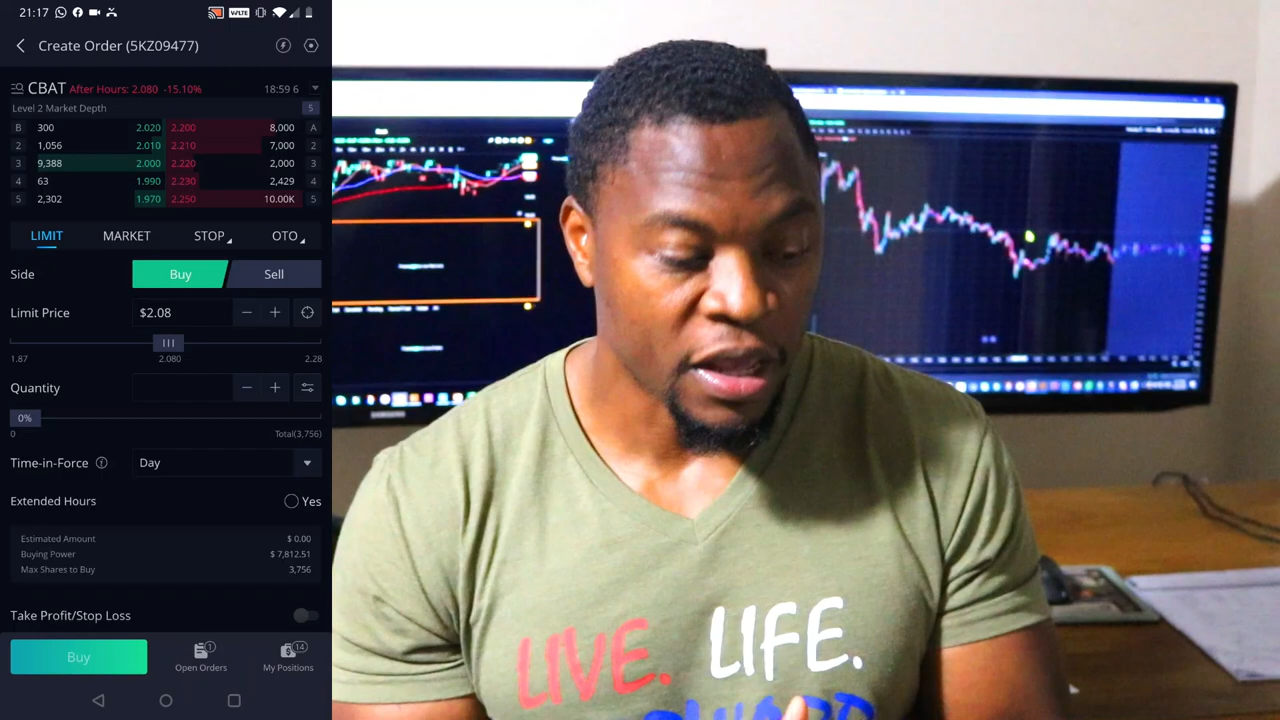 21:17
VoLTE
Create Order (5KZ09477)
CBAT After Hours: 2.080 -15.10% 18:59 6
Level 2 Market Depth 5
B 300 2.020 2.200 8,000 A
2 1,056 2.010 2.210 7,000 2
3 9,388 2.000 2.220 2,000 3
4 63 1.990 2.230 2,429 4
5 2,302 1.970 2.250 10.00K 5
LIMIT MARKET STOP OTO
Side Buy Sell
Limit Price $2.08
1.87 2.080 2.28
Quantity
0%
0 Total(3,756)
Time-in-Force Day
Extended Hours Yes
Estimated Amount $ 0.00
Buying Power $ 7,812.51
Max Shares to Buy 3,756
Take Profit/Stop Loss
Buy
1
Open Orders
14
My Positions
SAMSUNG
LIVE. LIFE.